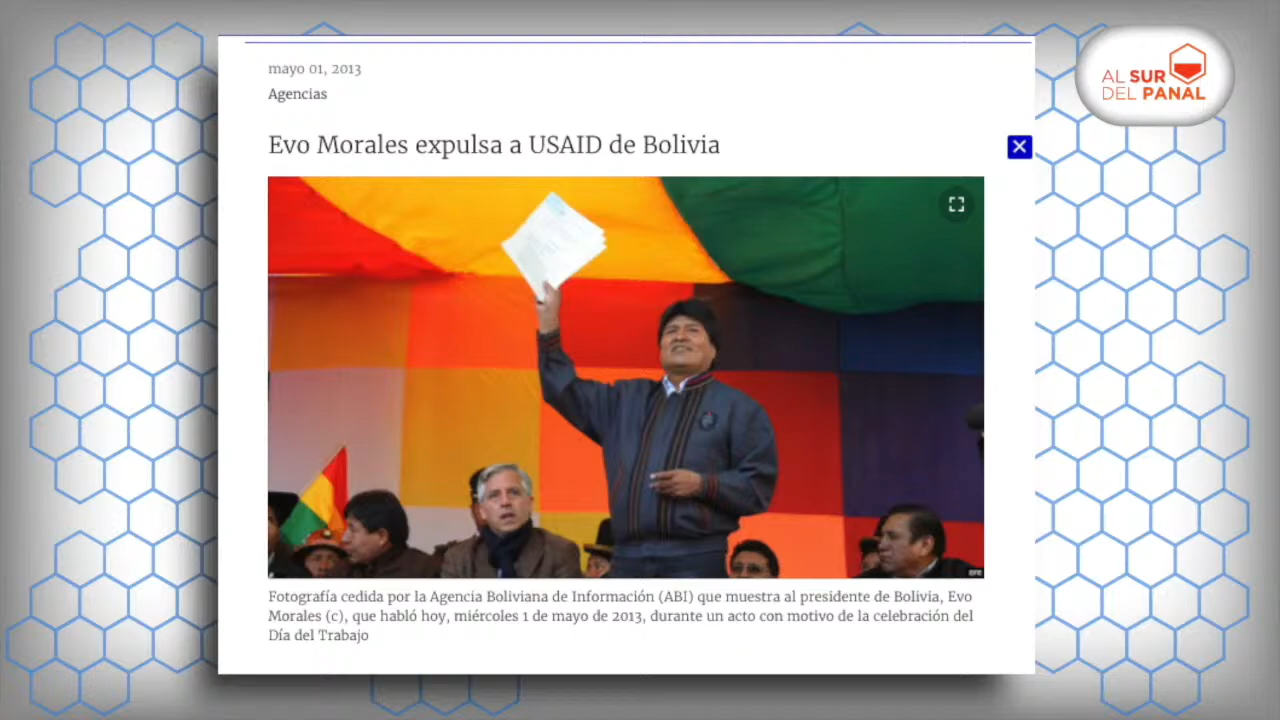 mayo 01, 2013
AL SUR
DEL PANAL
Agencias
Evo Morales expulsa a USAID de Bolivia
EFE
Fotografía cedida por la Agencia Boliviana de Información (ABI) que muestra al presidente de Bolivia, Evo
Morales (c), que habló hoy, miércoles 1 de mayo de 2013, durante un acto con motivo de la celebración del
Día del Trabajo